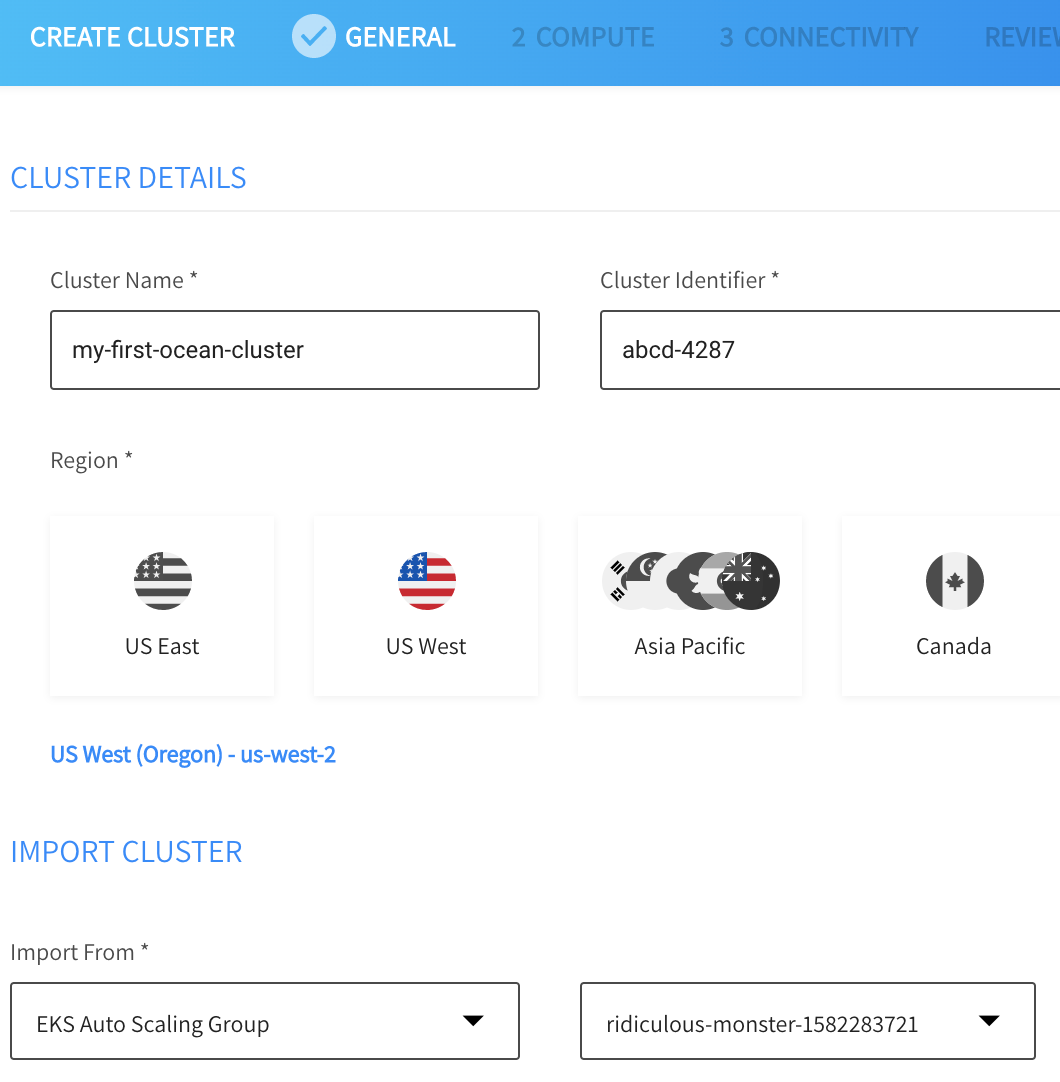 CREATE CLUSTER GENERAL 2 COMPUTE 3 CONNECTIVITY
CLUSTER DETAILS
Cluster Name * Cluster Identifier *
my-first-ocean-cluster abcd-4287
Region *
US East US West Asia Pacific Canada
US West (Oregon) - us-west-2
IMPORT CLUSTER
Import From *
EKS Auto Scaling Group ridiculous-monster-1582283721